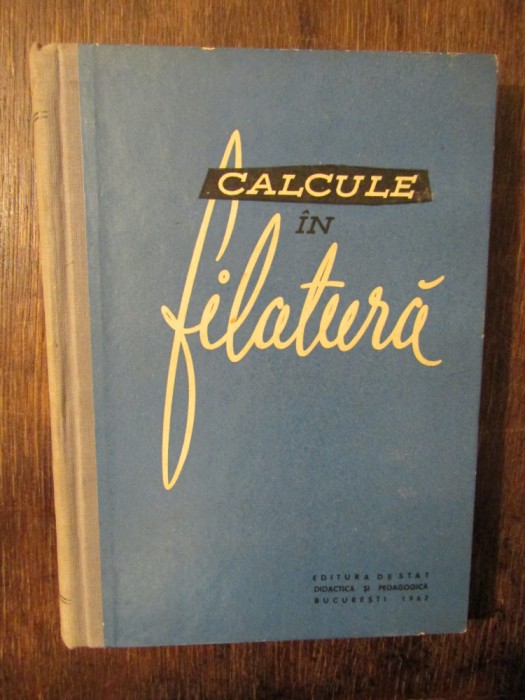 CALCULE
ÎN
filatură
EDITURA DE STAT
DIDACTICĂ ȘI PEDAGOGICĂ
BUCUREȘTI 1962